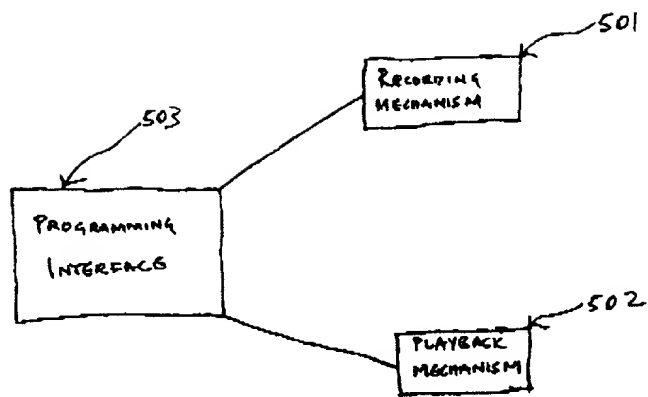 501
RECORDING
MECHANISM
503
PROGRAMMING
INTERFACE
502
PLAYBACK
MECHANISM